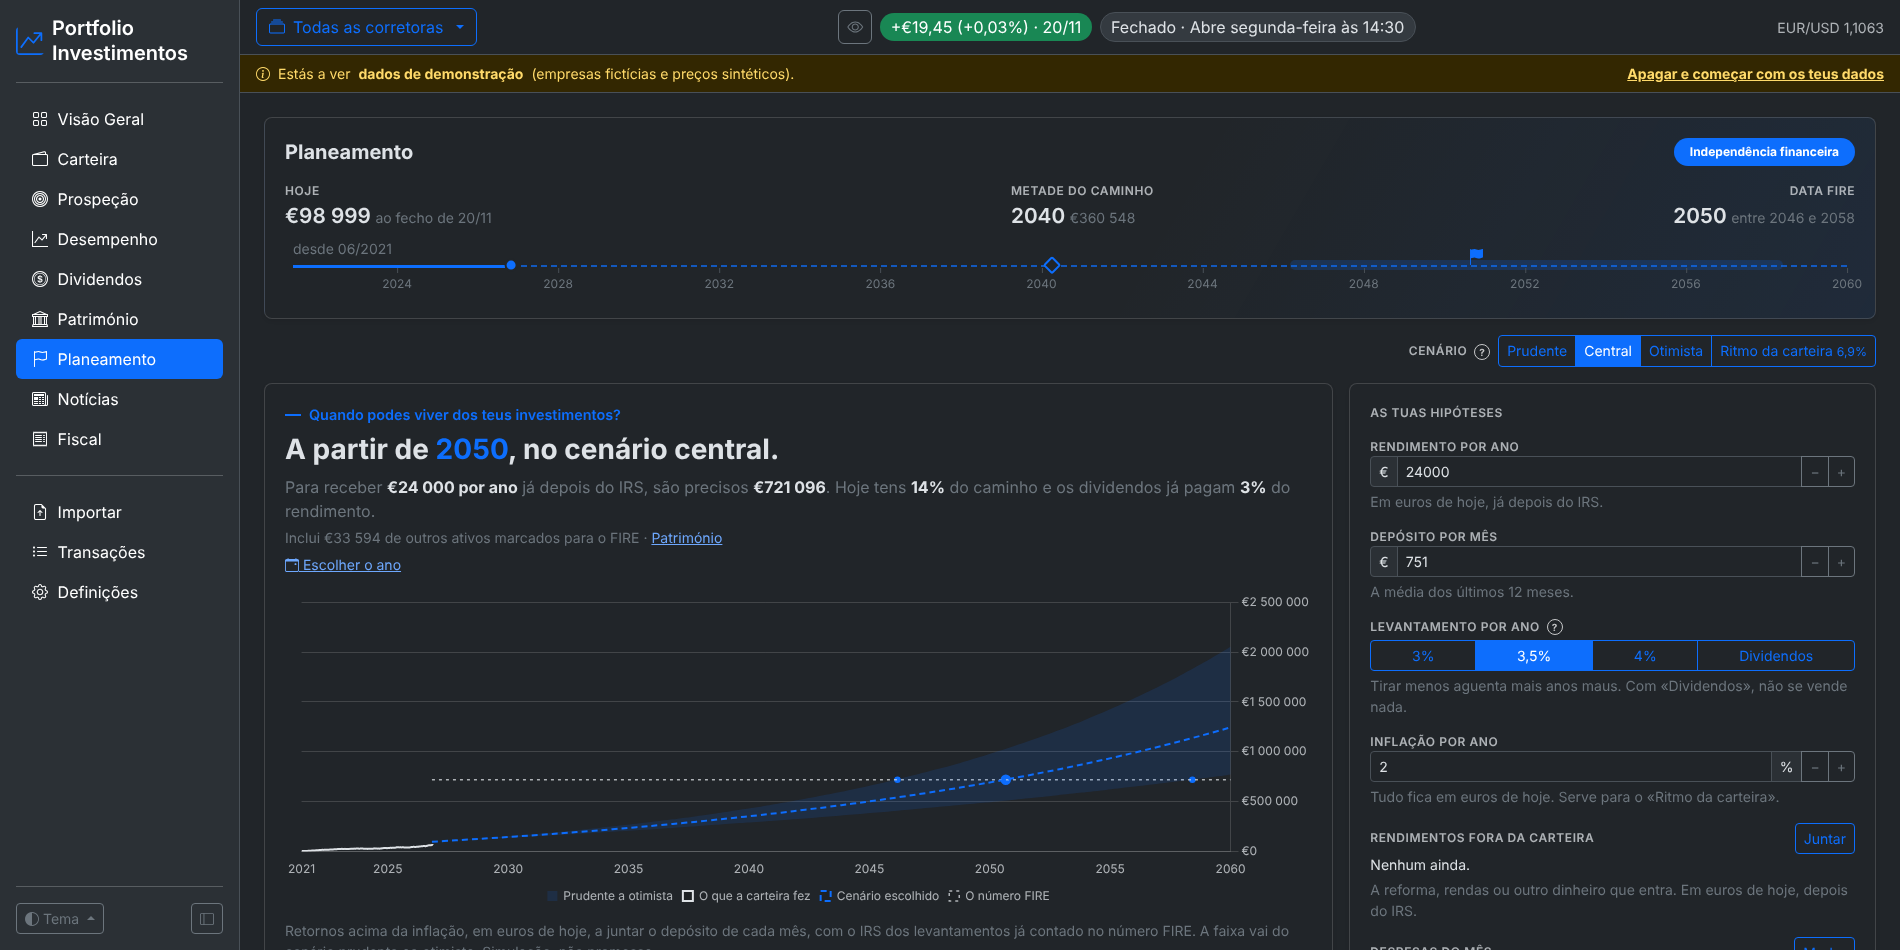 Portfolio
Investimentos
Visão Geral
Carteira
Prospeção
Desempenho
Dividendos
Património
Planeamento
Notícias
Fiscal
Importar
Transações
Definições
Tema
Todas as corretoras
+€19,45 (+0,03%) · 20/11
Fechado · Abre segunda-feira às 14:30
EUR/USD 1,1063
Estás a ver dados de demonstração (empresas fictícias e preços sintéticos).
Apagar e começar com os teus dados
Planeamento
Independência financeira
HOJE
€98 999 ao fecho de 20/11
METADE DO CAMINHO
2040 €360 548
DATA FIRE
2050 entre 2046 e 2058
desde 06/2021
2024 2028 2032 2036 2040 2044 2048 2052 2056 2060
CENÁRIO ?
Prudente Central Otimista Ritmo da carteira 6,9%
Quando podes viver dos teus investimentos?
A partir de 2050, no cenário central.
Para receber €24 000 por ano já depois do IRS, são precisos €721 096. Hoje tens 14% do caminho e os dividendos já pagam 3% do
rendimento.
Inclui €33 594 de outros ativos marcados para o FIRE · Património
Escolher o ano
€2 500 000
€2 000 000
€1 500 000
€1 000 000
€500 000
€0
2021 2025 2030 2035 2040 2045 2050 2055 2060
Prudente a otimista O que a carteira fez Cenário escolhido O número FIRE
Retornos acima da inflação, em euros de hoje, a juntar o depósito de cada mês, com o IRS dos levantamentos já contado no número FIRE. A faixa vai do
AS TUAS HIPÓTESES
RENDIMENTO POR ANO
€ 24000 − +
Em euros de hoje, já depois do IRS.
DEPÓSITO POR MÊS
€ 751 − +
A média dos últimos 12 meses.
LEVANTAMENTO POR ANO ?
3% 3,5% 4% Dividendos
Tirar menos aguenta mais anos maus. Com «Dividendos», não se vende
nada.
INFLAÇÃO POR ANO
2 % − +
Tudo fica em euros de hoje. Serve para o «Ritmo da carteira».
RENDIMENTOS FORA DA CARTEIRA
Juntar
Nenhum ainda.
A reforma, rendas ou outro dinheiro que entra. Em euros de hoje, depois
do IRS.